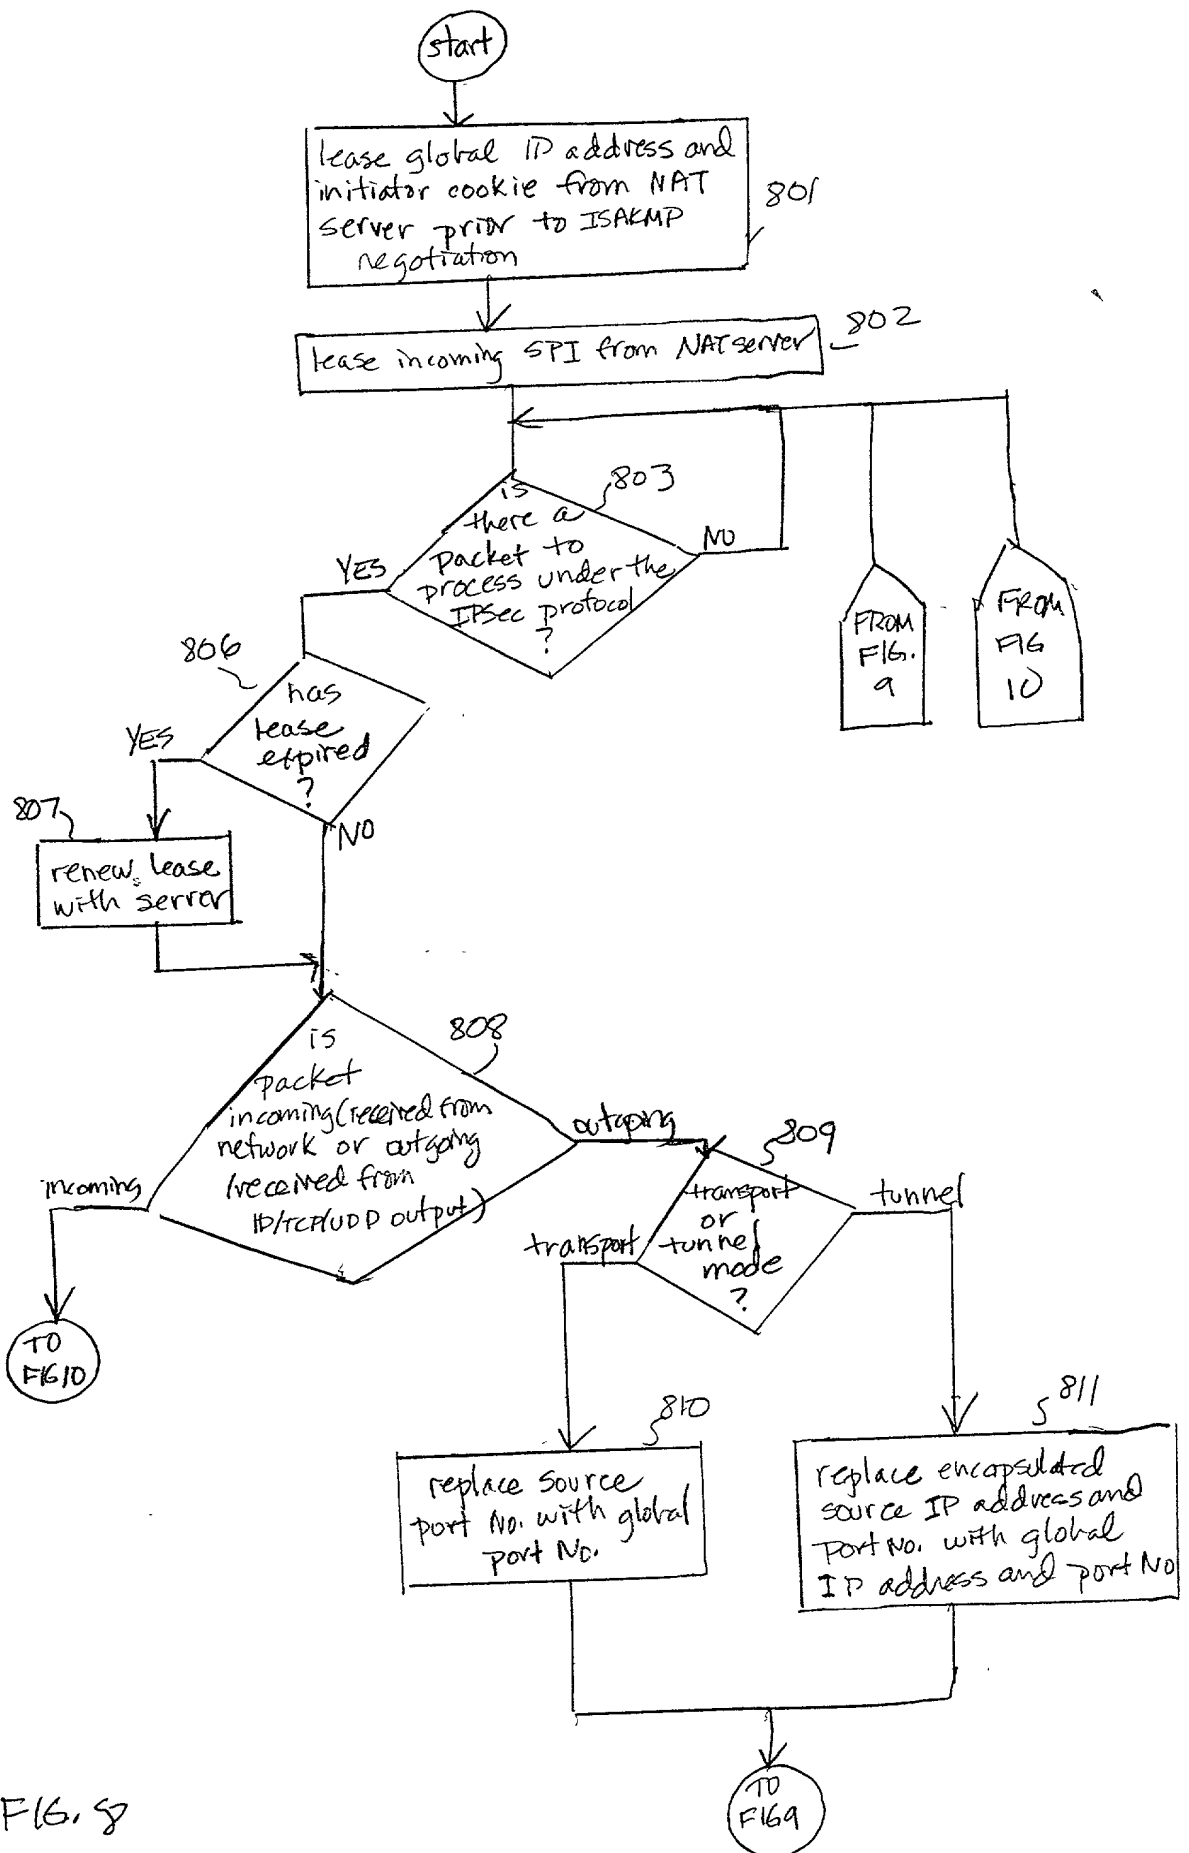 start
lease global IP address and
initiator cookie from NAT
server prior to ISAKMP
negotiation
801
lease incoming SPI from NAT server
802
is
there a
packet to
process under the
IPSec protocol
?
803
YES
NO
FROM
FIG.
9
FROM
FIG
10
806
has
lease
expired
?
YES
NO
807
renew lease
with server
808
is
packet
incoming (received from
network or outgoing
(received from
IP/TCP/UDP output)
incoming
outgoing
TO
FIG10
809
transport
or
tunnel
mode
?
transport
tunnel
810
replace source
port No. with global
port No.
811
replace encapsulated
source IP address and
port No. with global
IP address and port No
TO
FIG9
FIG. 8